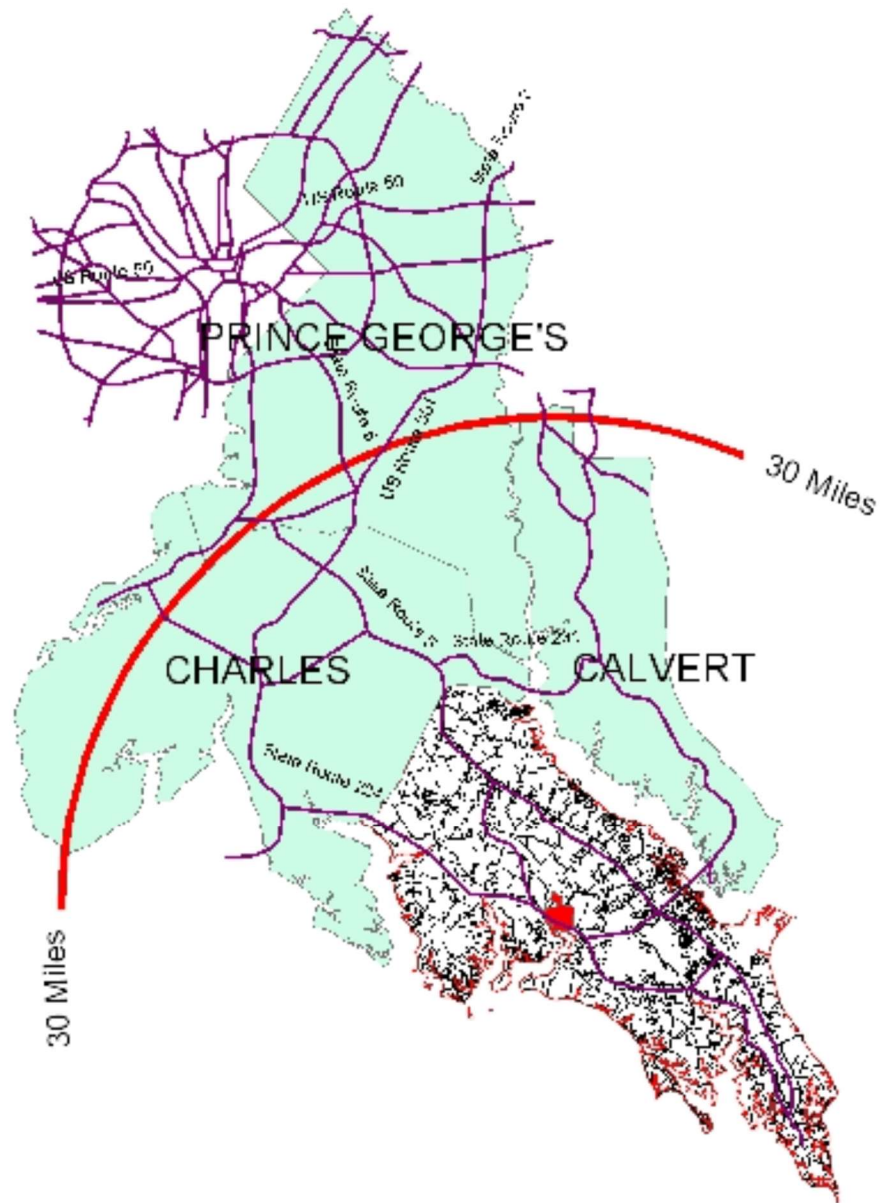 State Route
US Route 50
US Route 50
PRINCE GEORGE'S
State Route 5
US Route 301
30 Miles
State Route 5
State Route 231
CHARLES
CALVERT
State Route 234
30 Miles